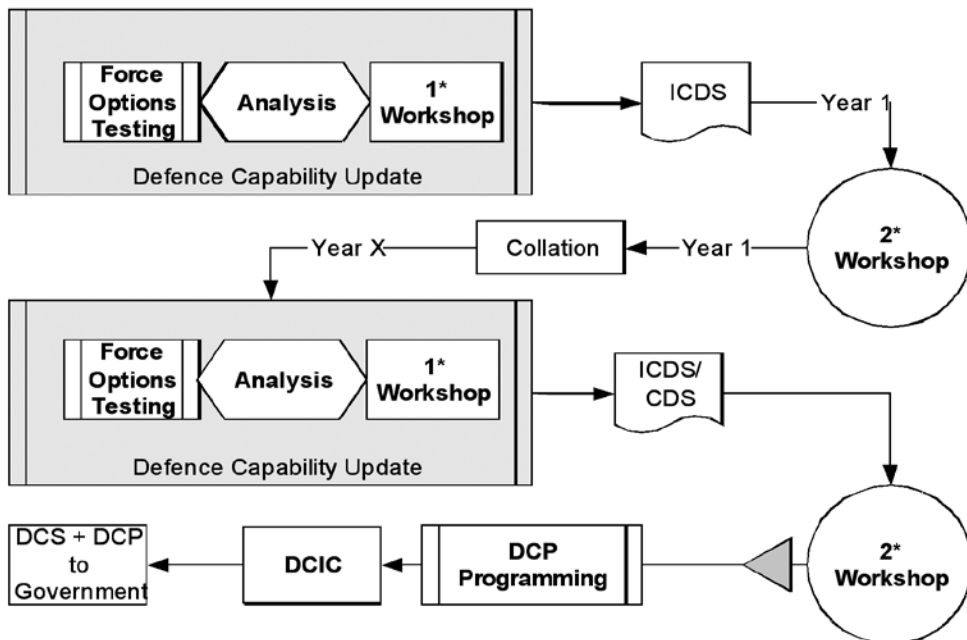 Force
Options
Testing
Analysis
1*
Workshop
Defence Capability Update
ICDS
Year 1
2*
Workshop
Year 1
Collation
Year X
Force
Options
Testing
Analysis
1*
Workshop
Defence Capability Update
ICDS/
CDS
2*
Workshop
DCP
Programming
DCIC
DCS + DCP
to
Government